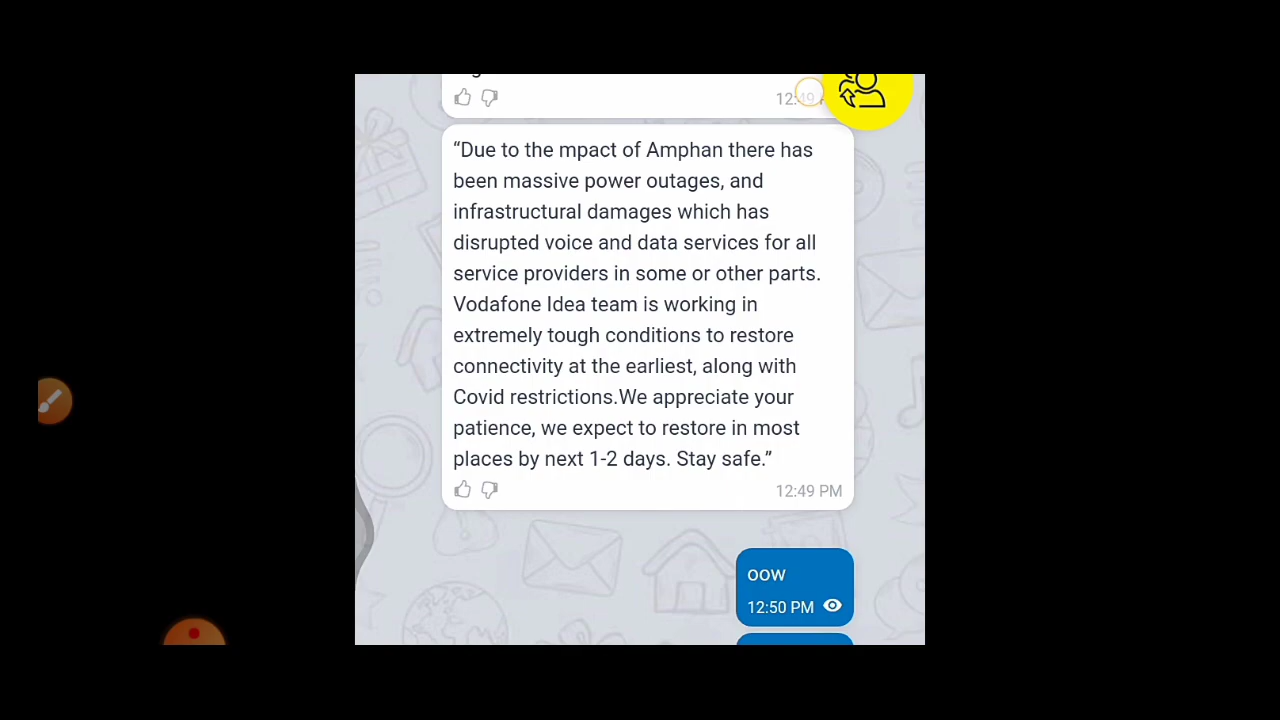 12:49
“Due to the mpact of Amphan there has
been massive power outages, and
infrastructural damages which has
disrupted voice and data services for all
service providers in some or other parts.
Vodafone Idea team is working in
extremely tough conditions to restore
connectivity at the earliest, along with
Covid restrictions.We appreciate your
patience, we expect to restore in most
places by next 1-2 days. Stay safe.”
12:49 PM
oow
12:50 PM